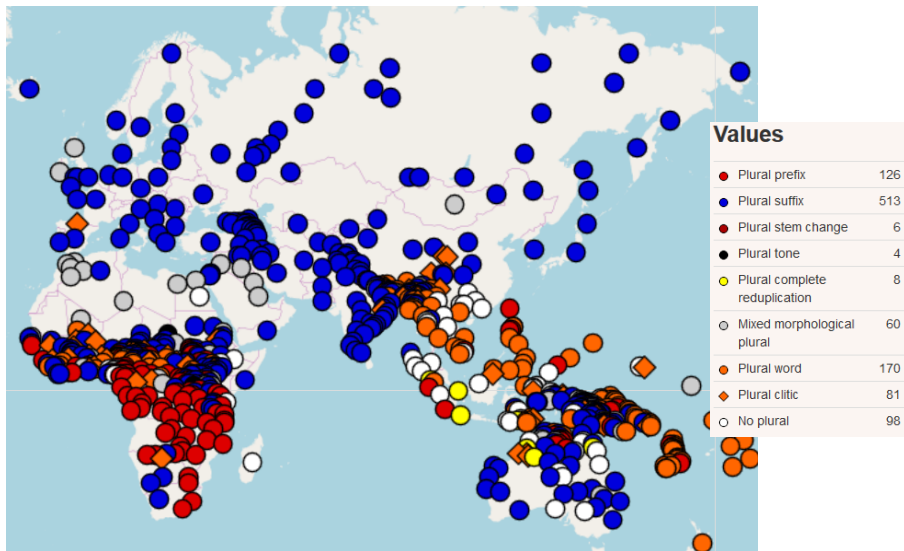 Values
Plural prefix 126
Plural suffix 513
Plural stem change 6
Plural tone 4
Plural complete 8
reduplication
Mixed morphological 60
plural
Plural word 170
Plural clitic 81
No plural 98